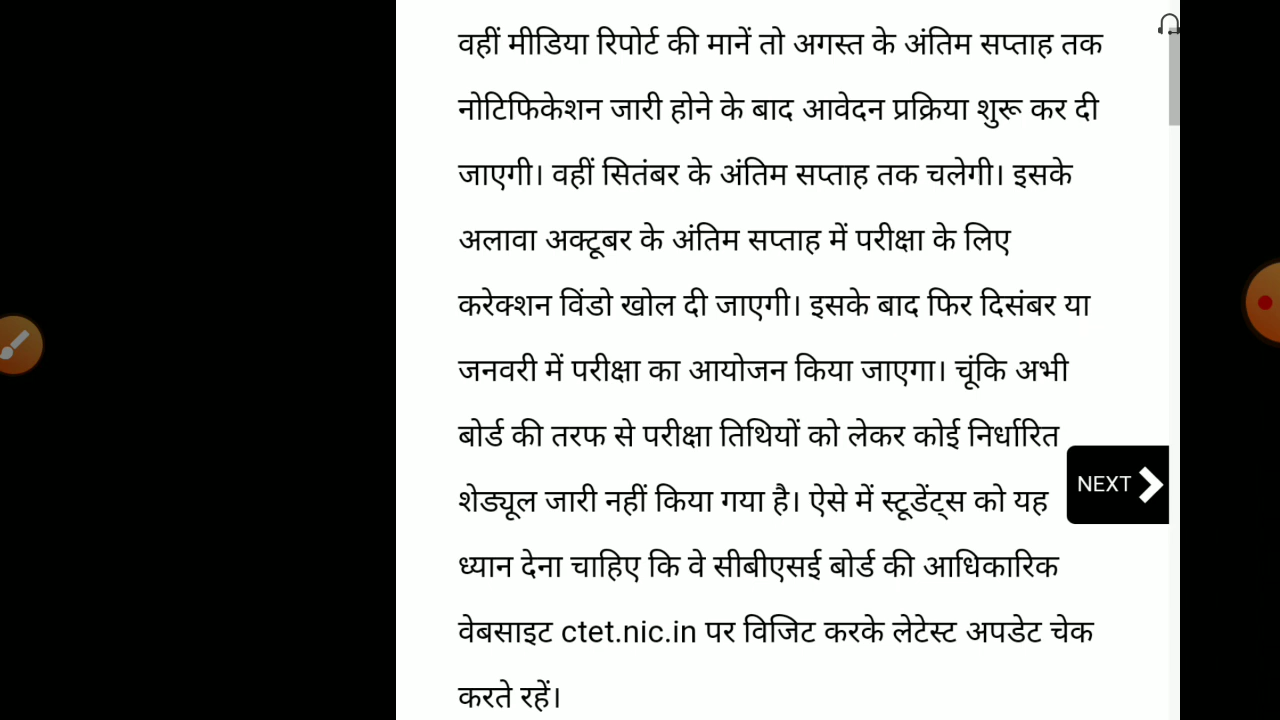 वहीं मीडिया रिपोर्ट की मानें तो अगस्त के अंतिम सप्ताह तक
नोटिफिकेशन जारी होने के बाद आवेदन प्रक्रिया शुरू कर दी
जाएगी। वहीं सितंबर के अंतिम सप्ताह तक चलेगी। इसके
अलावा अक्टूबर के अंतिम सप्ताह में परीक्षा के लिए
करेक्शन विंडो खोल दी जाएगी। इसके बाद फिर दिसंबर या
जनवरी में परीक्षा का आयोजन किया जाएगा। चूंकि अभी
बोर्ड की तरफ से परीक्षा तिथियों को लेकर कोई निर्धारित
NEXT
शेड्यूल जारी नहीं किया गया है। ऐसे में स्टूडेंट्स को यह
ध्यान देना चाहिए कि वे सीबीएसई बोर्ड की आधिकारिक
वेबसाइट ctet.nic.in पर विजिट करके लेटेस्ट अपडेट चेक
करते रहें।